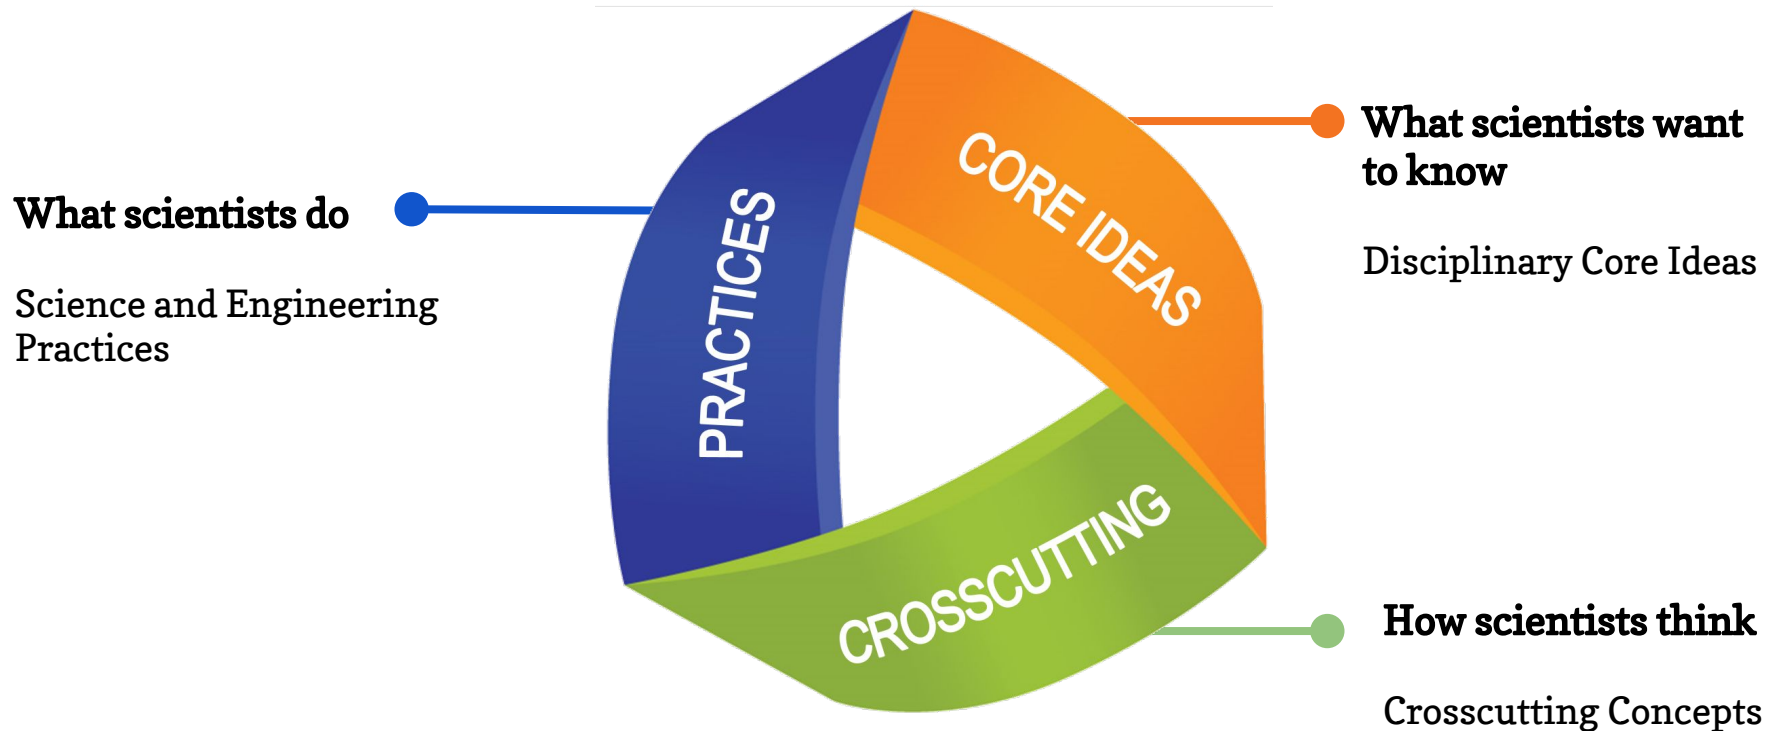 What scientists do
Science and Engineering
Practices
PRACTICES
CORE IDEAS
CROSSCUTTING
What scientists want
to know
Disciplinary Core Ideas
How scientists think
Crosscutting Concepts